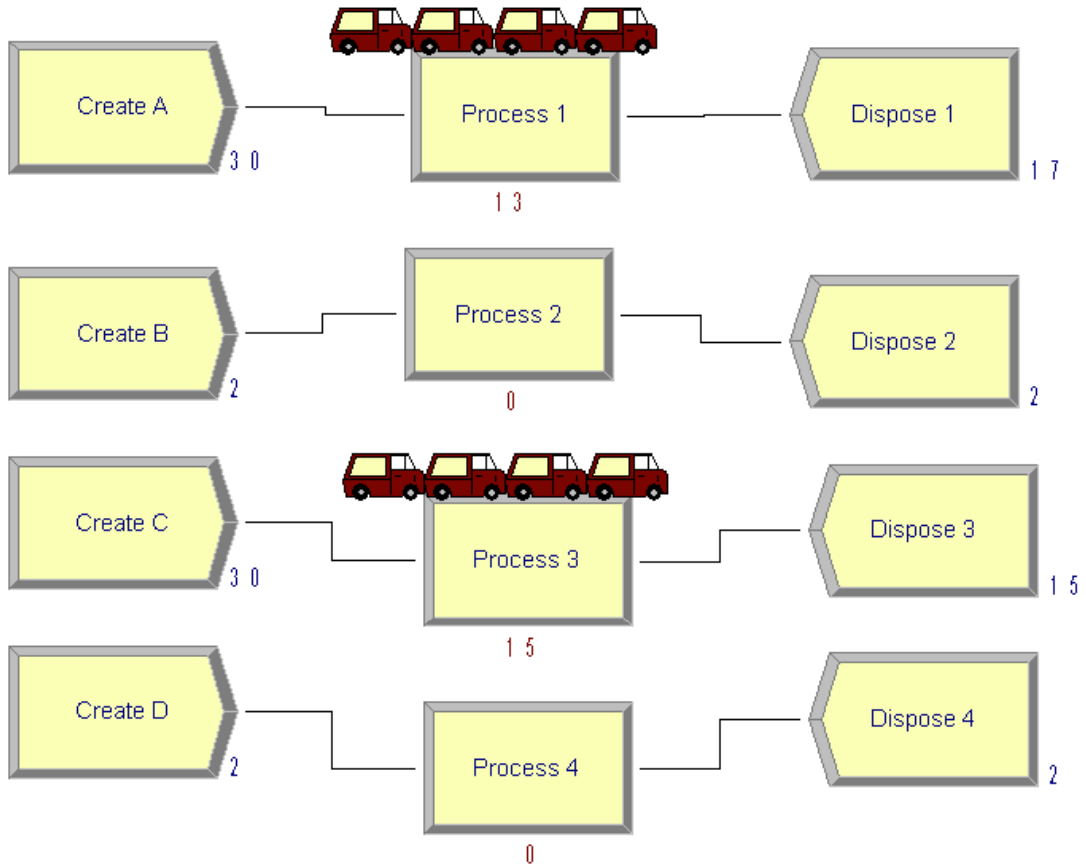 Create A
30
Process 1
13
Dispose 1
17
Create B
2
Process 2
0
Dispose 2
2
Create C
30
Process 3
15
Dispose 3
15
Create D
2
Process 4
0
Dispose 4
2